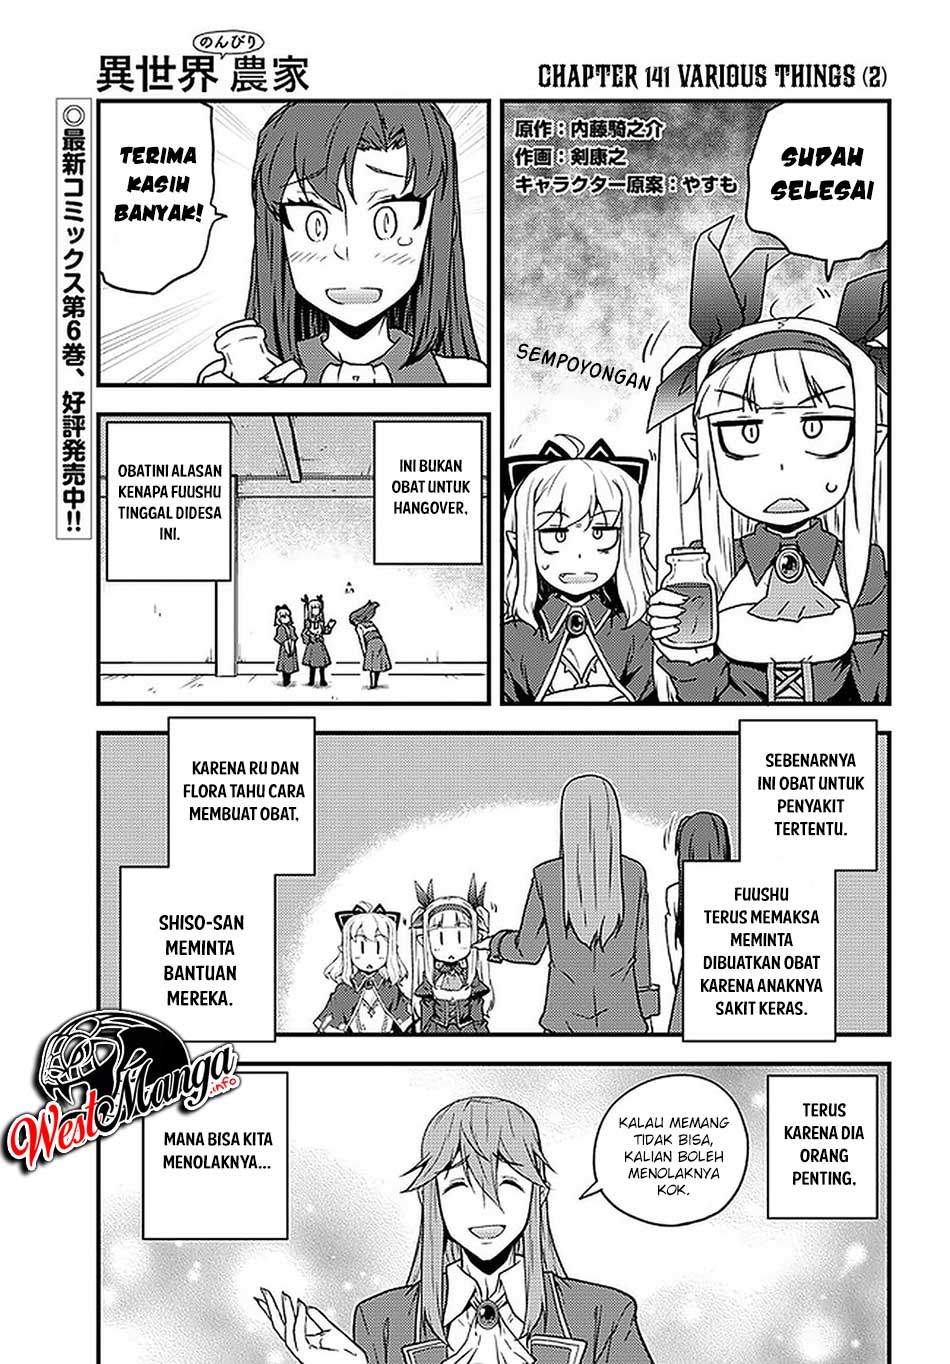 のんびり
異世界 農家
CHAPTER 141 VARIOUS THINGS (2)
◎最新コミックス第6巻、好評発売中!!
原作：内藤騎之介
作画：剣康之
キャラクター原案：やすも
SUDAH
SELESAI
SEMPOYONGAN
TERIMA
KASIH
BANYAK!
INI BUKAN
OBAT UNTUK
HANGOVER.
OBATINI ALASAN
KENAPA FUUSHU
TINGGAL DIDESA
INI.
SEBENARNYA
INI OBAT UNTUK
PENYAKIT
TERTENTU.
FUUSHU
TERUS MEMAKSA
MEMINTA
DIBUATKAN OBAT
KARENA ANAKNYA
SAKIT KERAS.
KARENA RU DAN
FLORA TAHU CARA
MEMBUAT OBAT.
SHISO-SAN
MEMINTA
BANTUAN
MEREKA.
TERUS
KARENA DIA
ORANG
PENTING.
KALAU MEMANG
TIDAK BISA,
KALIAN BOLEH
MENOLAKNYA
KOK.
MANA BISA KITA
MENOLAKNYA...
WestManga
.info